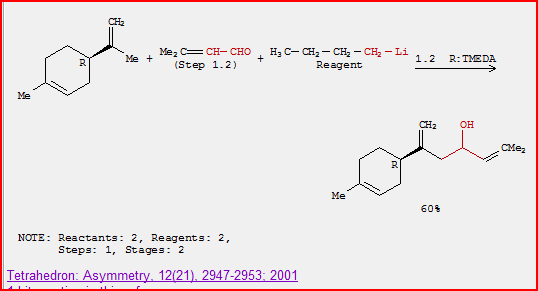 CH2
R
Me
Me
+
Me2C=CH-CHO
(Step 1.2)
+
H3C-CH2-CH2-CH2-Li
Reagent
1.2 R:TMEDA
CH2
OH
CMe2
R
Me
60%
NOTE: Reactants: 2, Reagents: 2,
Steps: 1, Stages: 2
Tetrahedron: Asymmetry, 12(21), 2947-2953; 2001